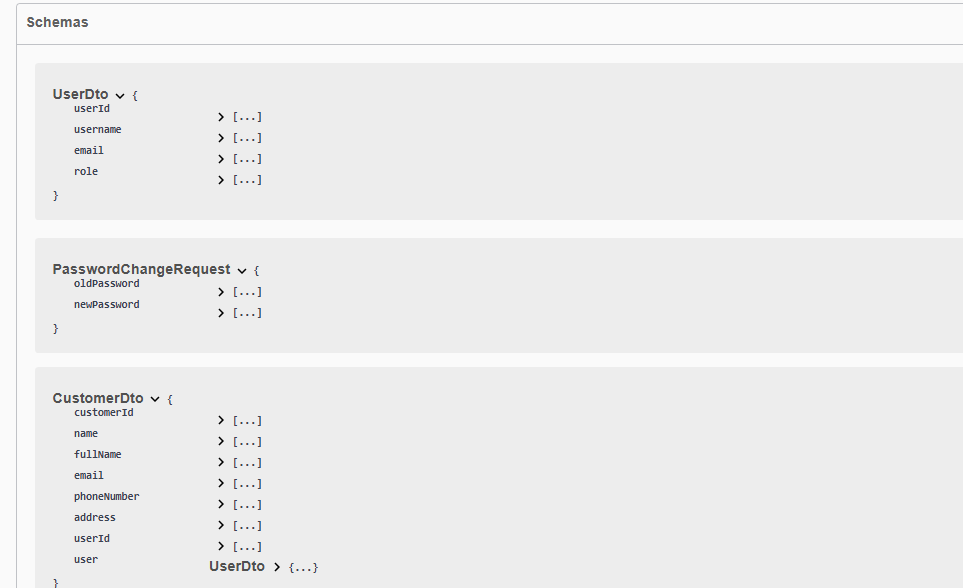 Schemas
UserDto {
userId [...]
username [...]
email [...]
role [...]
}
PasswordChangeRequest {
oldPassword [...]
newPassword [...]
}
CustomerDto {
customerId [...]
name [...]
fullName [...]
email [...]
phoneNumber [...]
address [...]
userId [...]
user UserDto {...}
}